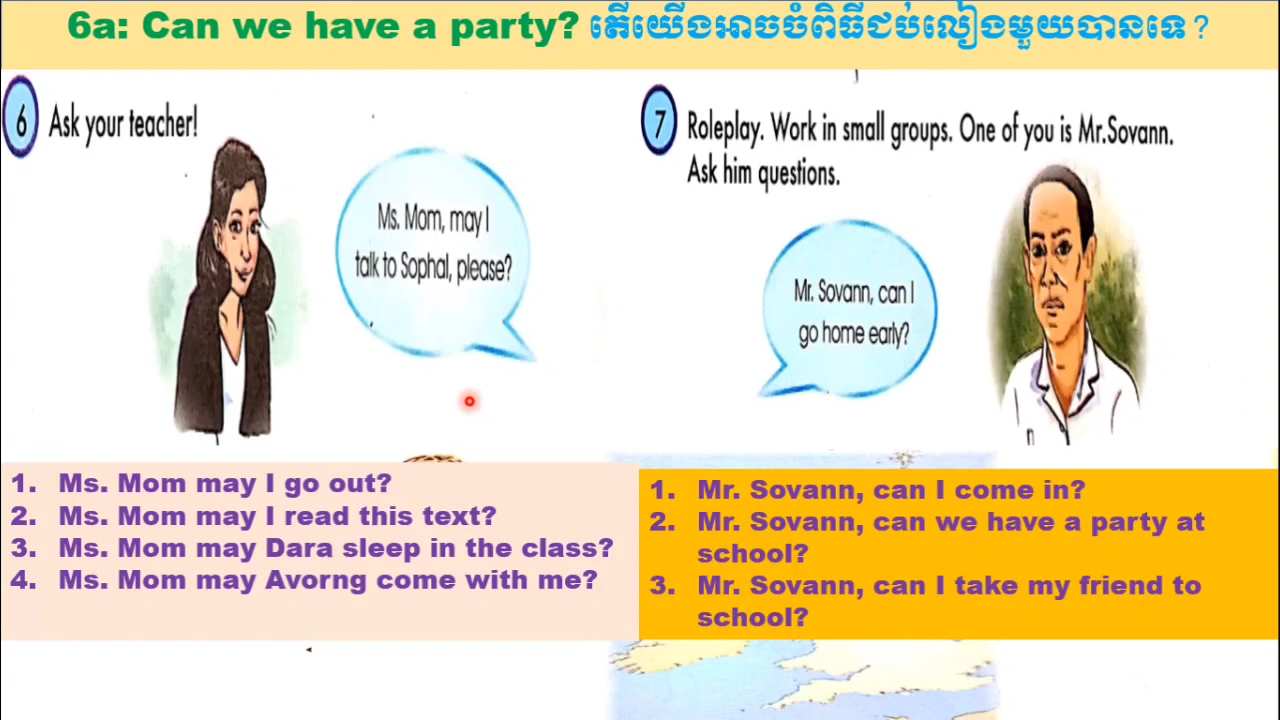 6a: Can we have a party? តើយើងអាចចំពិធីជប់លៀងមួយបានទេ?
6 Ask your teacher!
Ms. Mom, may I
talk to Sophal, please?
1. Ms. Mom may I go out?
2. Ms. Mom may I read this text?
3. Ms. Mom may Dara sleep in the class?
4. Ms. Mom may Avorng come with me?
7 Roleplay. Work in small groups. One of you is Mr.Sovann.
Ask him questions.
Mr. Sovann, can I
go home early?
1. Mr. Sovann, can I come in?
2. Mr. Sovann, can we have a party at
school?
3. Mr. Sovann, can I take my friend to
school?